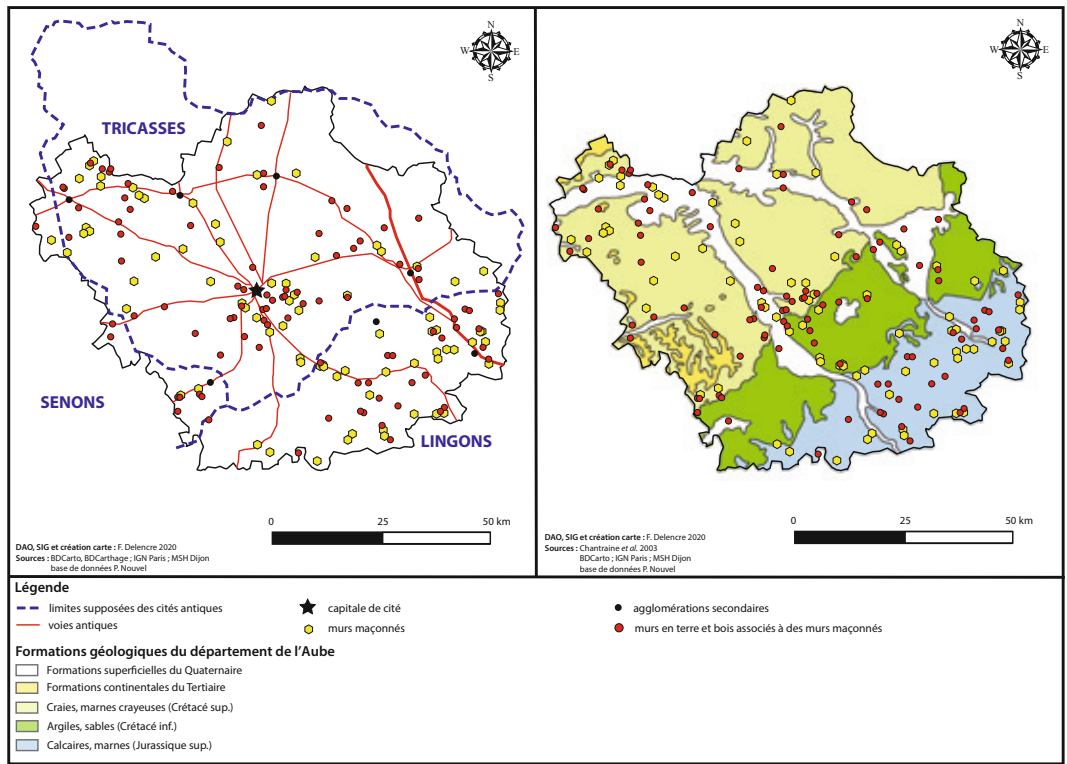 N
W
E
S
TRICASSES
SENONS
LINGONS
0
25
50 km
DAO, SIG et création carte : F. Delencre 2020
Sources : BDCarto, BDCarthage ; IGN Paris ; MSH Dijon
base de données P. Nouvel
N
W
E
S
0
25
50 km
DAO, SIG et création carte : F. Delencre 2020
Sources : Chantraine et al. 2003
BDCarto ; IGN Paris ; MSH Dijon
base de données P. Nouvel
Légende
limites supposées des cités antiques
capitale de cité
agglomérations secondaires
voies antiques
murs maçonnés
murs en terre et bois associés à des murs maçonnés
Formations géologiques du département de l'Aube
Formations superficielles du Quaternaire
Formations continentales du Tertiaire
Craies, marnes crayeuses (Crétacé sup.)
Argiles, sables (Crétacé inf.)
Calcaires, marnes (Jurassique sup.)